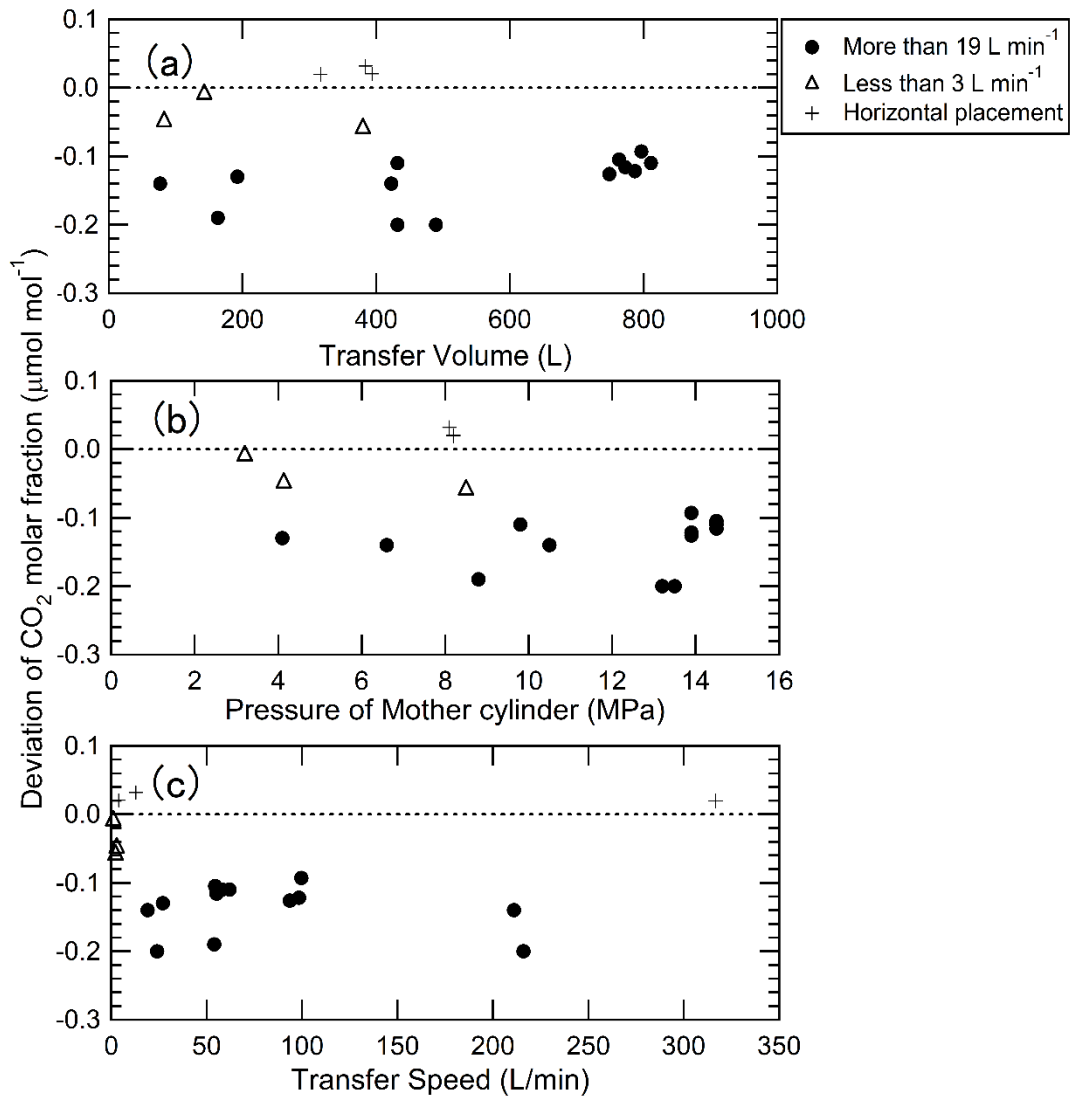 0.1
(a)
0.0
-0.1
-0.2
-0.3
0 200 400 600 800 1000
Transfer Volume (L)
More than 19 L min⁻¹
Less than 3 L min⁻¹
Horizontal placement
Deviation of CO₂ molar fraction (μmol mol⁻¹)
0.1
(b)
0.0
-0.1
-0.2
-0.3
0 2 4 6 8 10 12 14 16
Pressure of Mother cylinder (MPa)
0.1
(c)
0.0
-0.1
-0.2
-0.3
0 50 100 150 200 250 300 350
Transfer Speed (L/min)